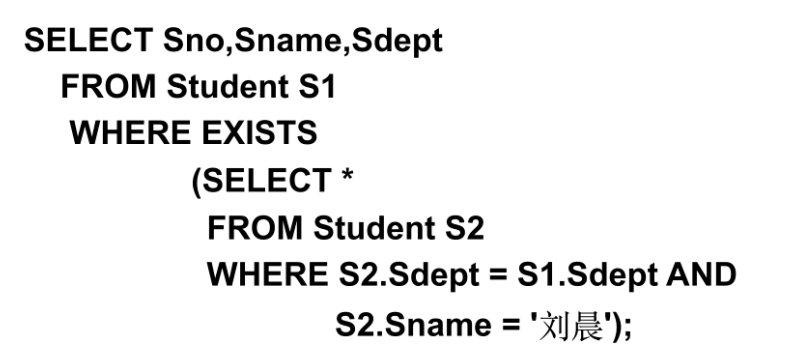 SELECT Sno,Sname,Sdept
FROM Student S1
WHERE EXISTS
(SELECT *
FROM Student S2
WHERE S2.Sdept = S1.Sdept AND
S2.Sname = '刘晨');